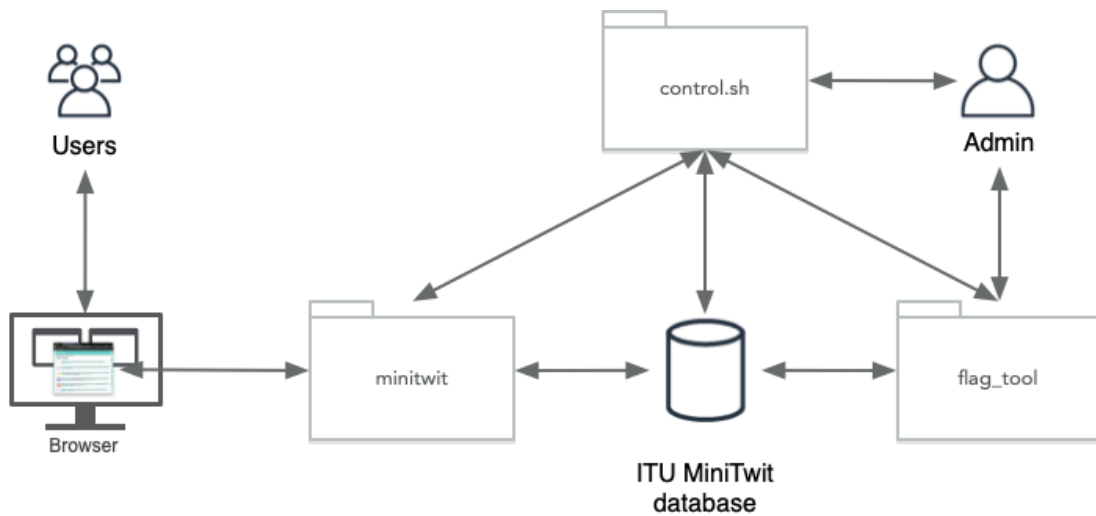 control.sh
Users
Admin
minitwit
flag_tool
Browser
ITU MiniTwit
database